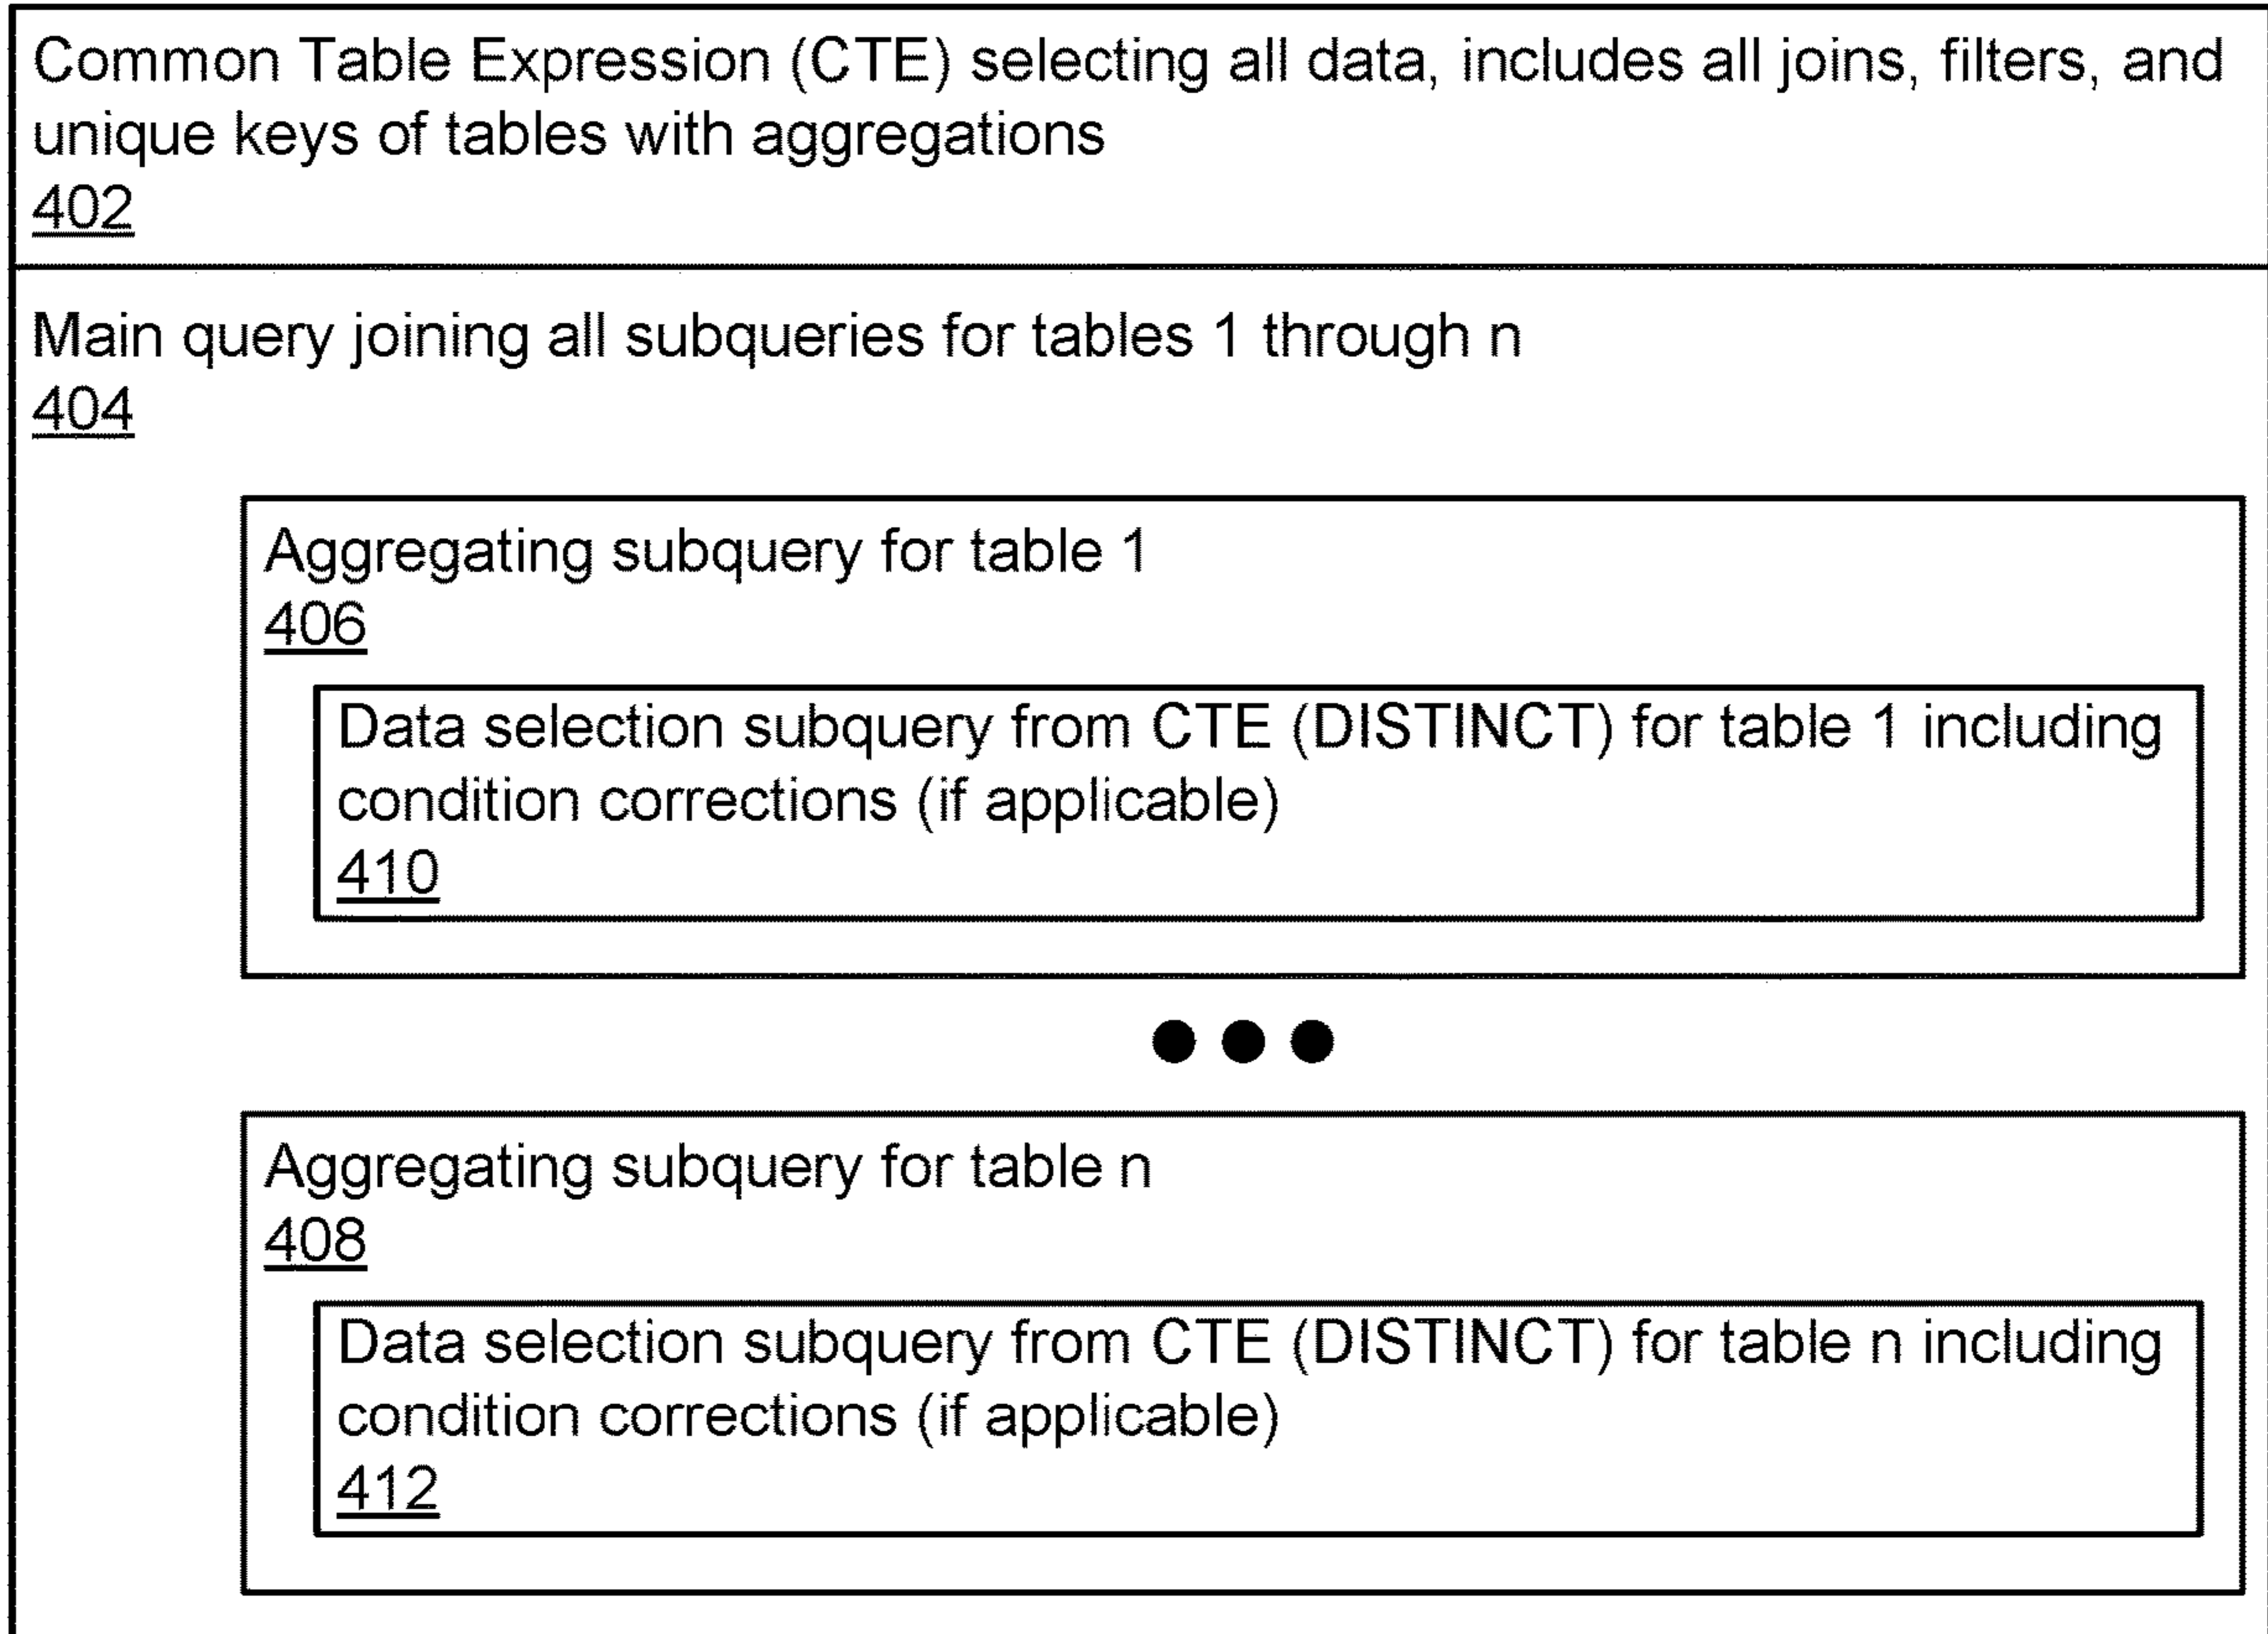 Common Table Expression (CTE) selecting all data, includes all joins, filters, and
unique keys of tables with aggregations
402
Main query joining all subqueries for tables 1 through n
404
Aggregating subquery for table 1
406
Data selection subquery from CTE (DISTINCT) for table 1 including
condition corrections (if applicable)
410
Aggregating subquery for table n
408
Data selection subquery from CTE (DISTINCT) for table n including
condition corrections (if applicable)
412